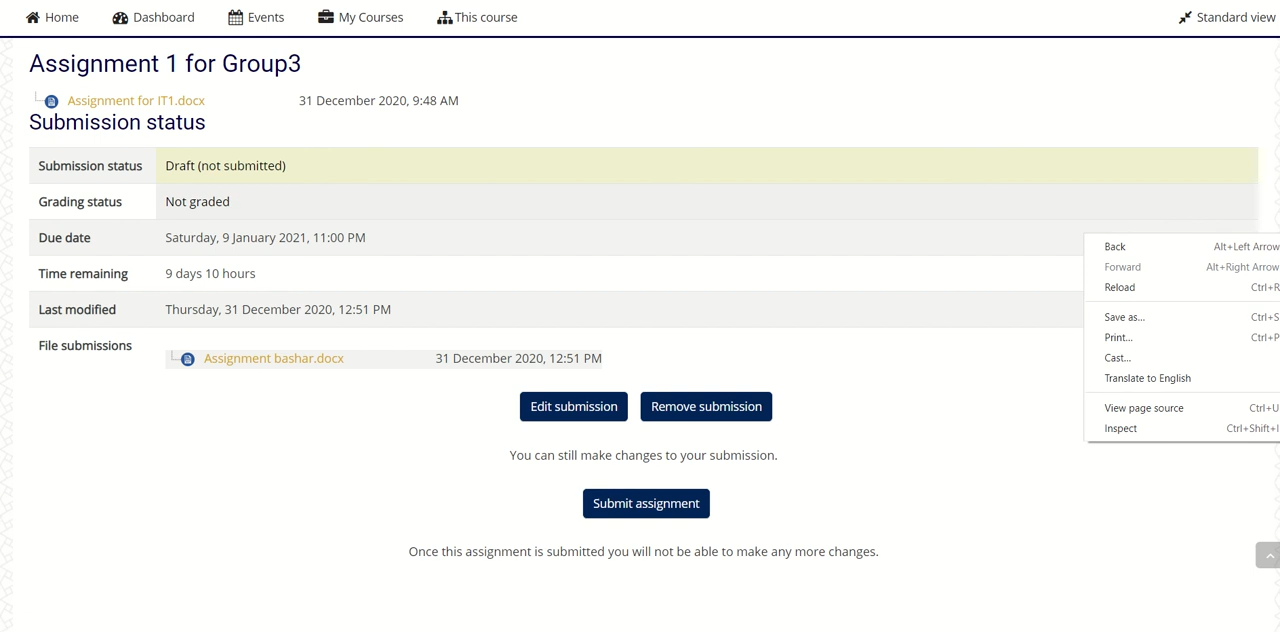 Home Dashboard Events My Courses This course Standard view
Assignment 1 for Group3
Assignment for IT1.docx 31 December 2020, 9:48 AM
Submission status
Submission status Draft (not submitted)
Grading status Not graded
Due date Saturday, 9 January 2021, 11:00 PM
Time remaining 9 days 10 hours
Last modified Thursday, 31 December 2020, 12:51 PM
File submissions
Assignment bashar.docx 31 December 2020, 12:51 PM
Edit submission Remove submission
You can still make changes to your submission.
Submit assignment
Once this assignment is submitted you will not be able to make any more changes.
Back Alt+Left Arrow
Forward Alt+Right Arrow
Reload Ctrl+R
Save as... Ctrl+S
Print... Ctrl+P
Cast...
Translate to English
View page source Ctrl+U
Inspect Ctrl+Shift+I